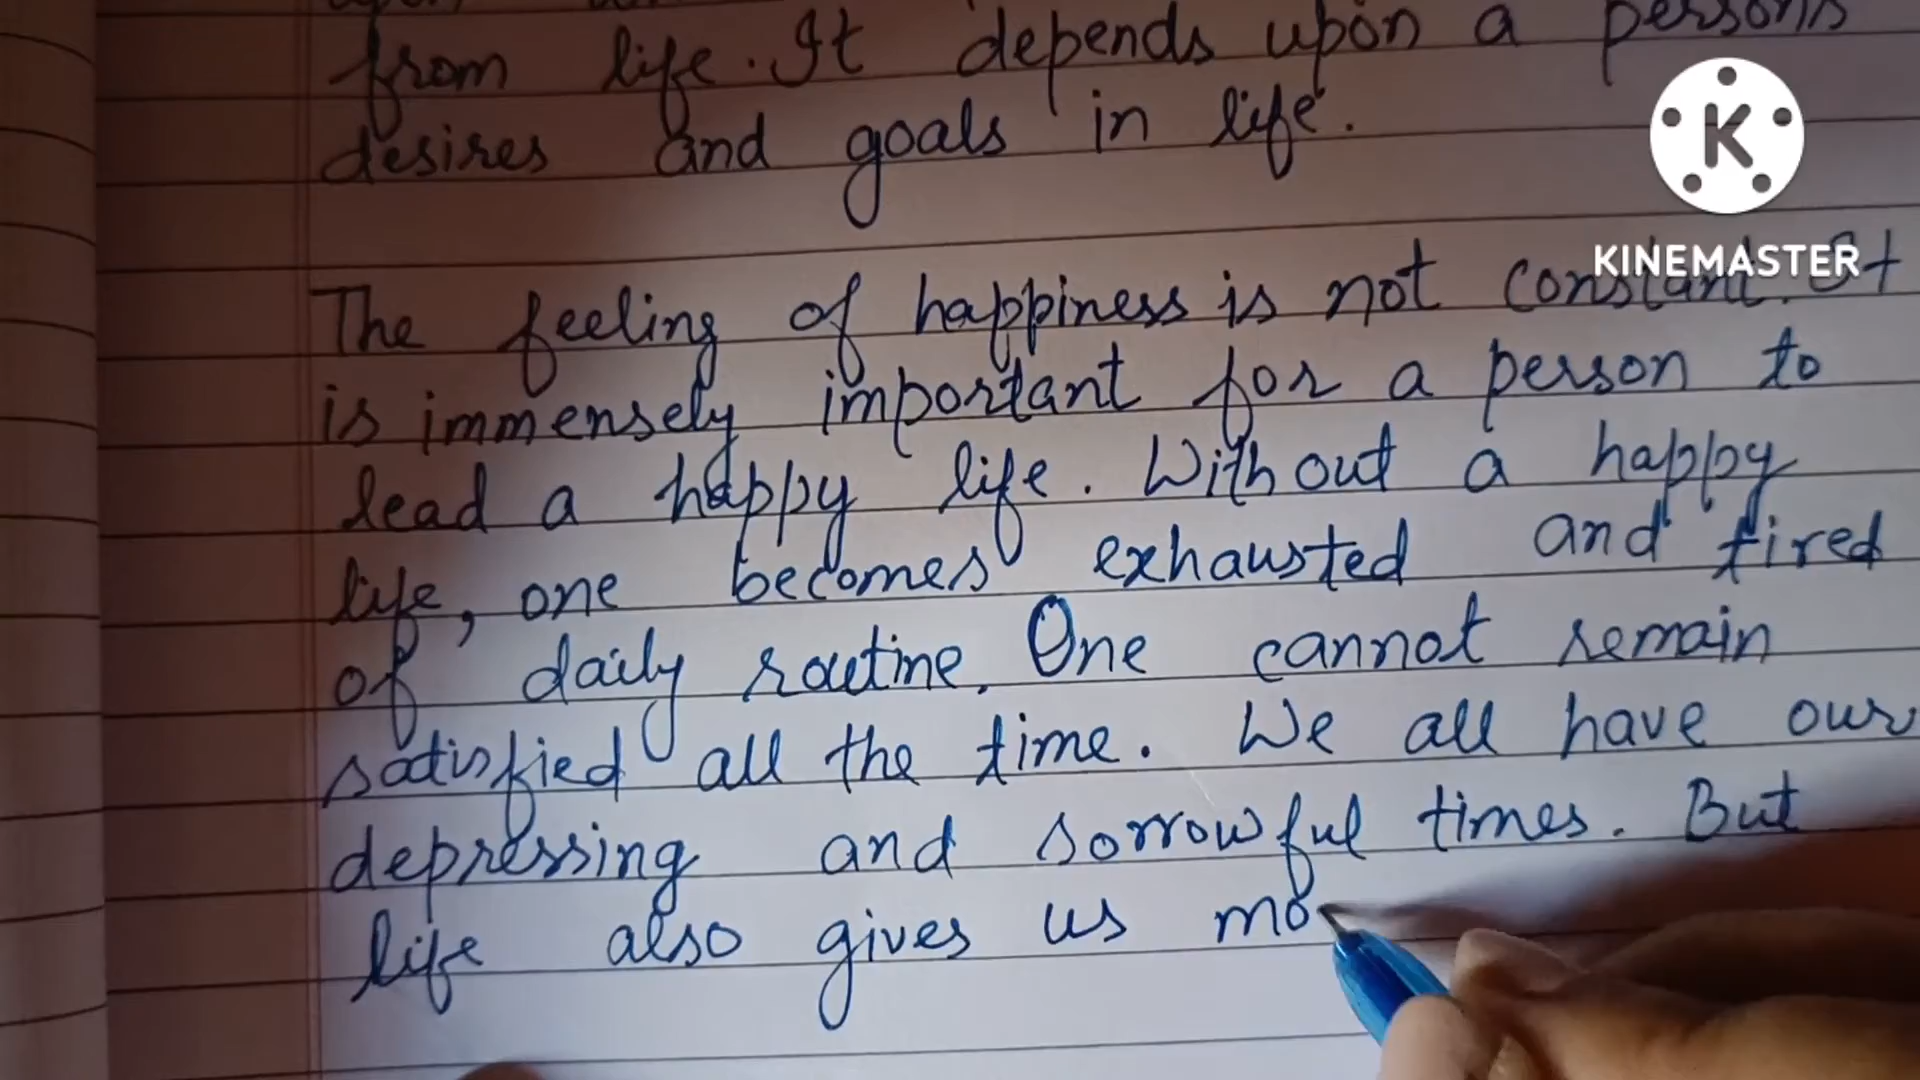 from life. It depends upon a persons
desires and goals in life.
K
KINEMASTER
The feeling of happiness is not constant. It
is immensely important for a person to
lead a happy life. Without a happy
life, one becomes exhausted and tired
of daily routine. One cannot remain
satisfied all the time. We all have our
depressing and sorrowful times. But
life also gives us mo